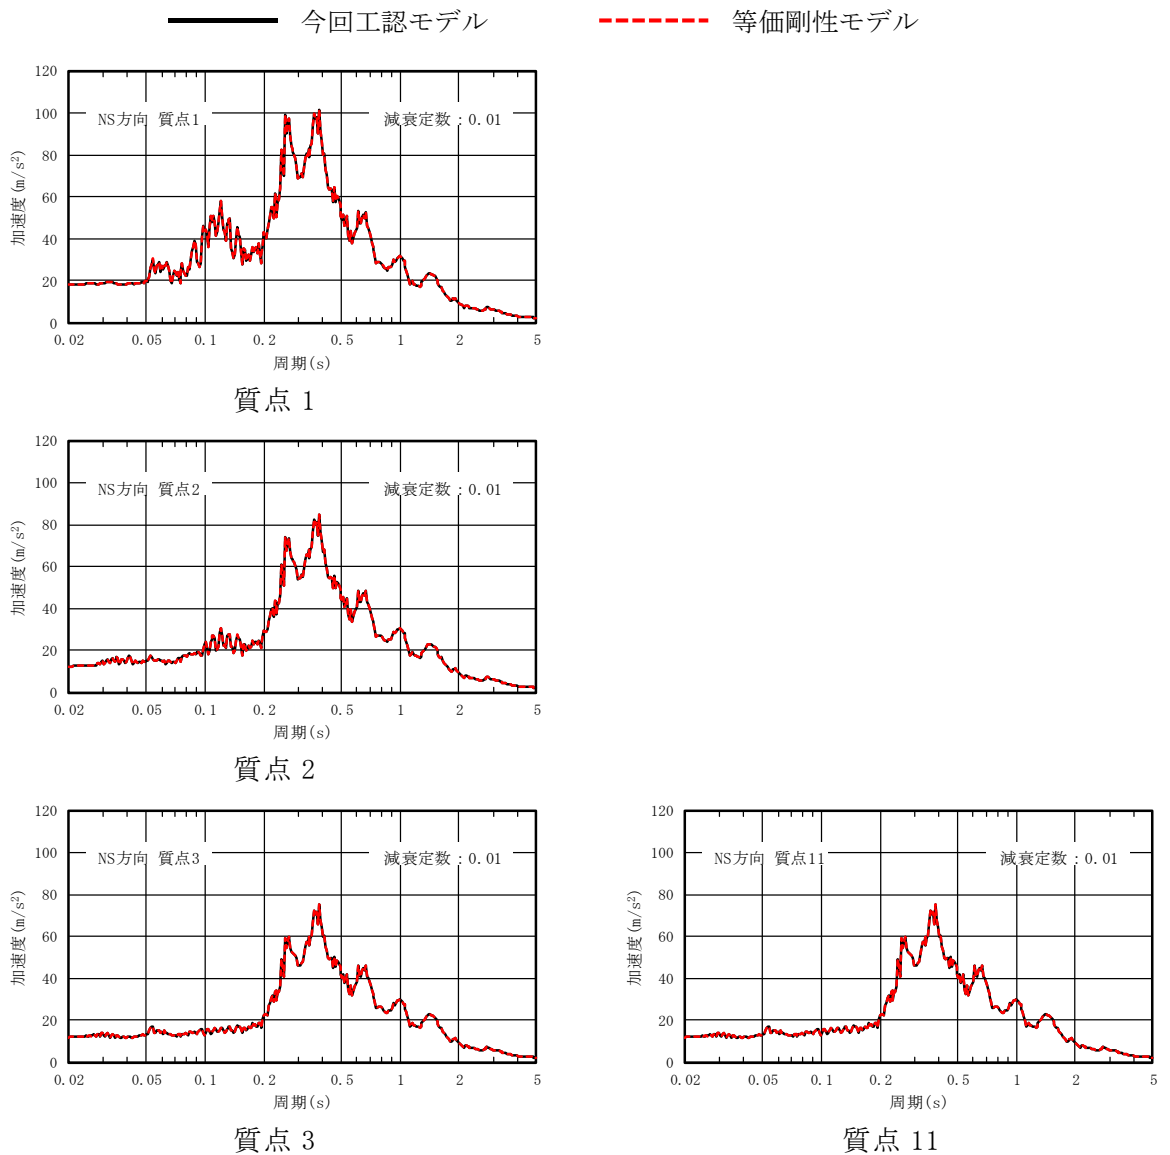 今回工認モデル 等価剛性モデル
120
100
80
60
40
20
0
加速度(m/s²)
NS方向 質点1 減衰定数：0.01
0.02 0.05 0.1 0.2 0.5 1 2 5
周期(s)
質点 1
120
100
80
60
40
20
0
加速度(m/s²)
NS方向 質点2 減衰定数：0.01
0.02 0.05 0.1 0.2 0.5 1 2 5
周期(s)
質点 2
120
100
80
60
40
20
0
加速度(m/s²)
NS方向 質点3 減衰定数：0.01
0.02 0.05 0.1 0.2 0.5 1 2 5
周期(s)
質点 3
120
100
80
60
40
20
0
加速度(m/s²)
NS方向 質点11 減衰定数：0.01
0.02 0.05 0.1 0.2 0.5 1 2 5
周期(s)
質点 11